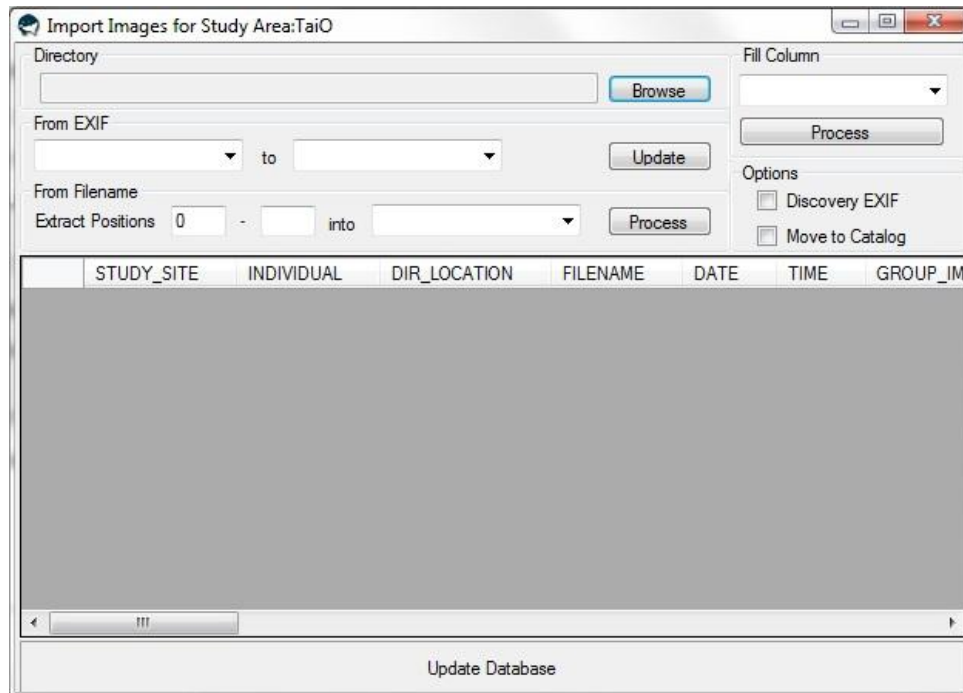 Import Images for Study Area:TaiO
Directory
Browse
Fill Column
Process
From EXIF
to
Update
From Filename
Extract Positions 0 - into Process
Options
Discovery EXIF
Move to Catalog
STUDY_SITE INDIVIDUAL DIR_LOCATION FILENAME DATE TIME GROUP_IM
Update Database